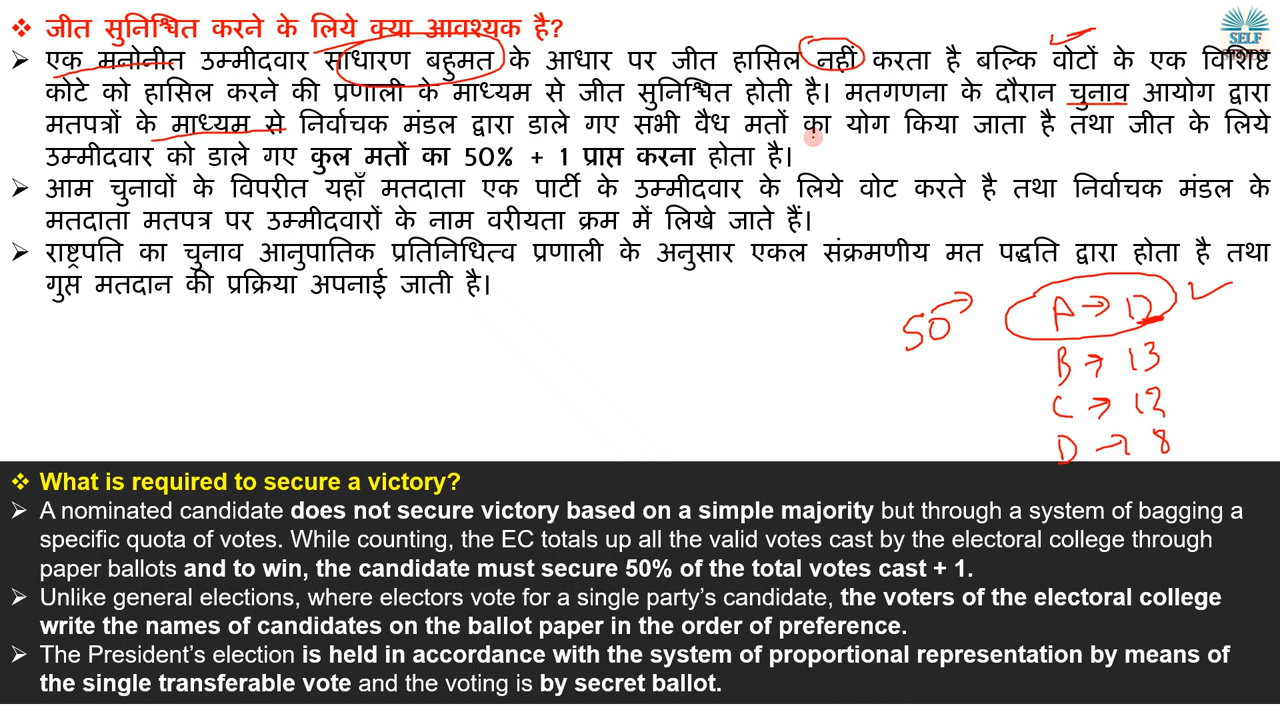 ❖ जीत सुनिश्चित करने के लिये क्या आवश्यक है?
SELF
➢ एक मनोनीत उम्मीदवार साधारण बहुमत के आधार पर जीत हासिल नहीं करता है बल्कि वोटों के एक विशिष्ट
कोटे को हासिल करने की प्रणाली के माध्यम से जीत सुनिश्चित होती है। मतगणना के दौरान चुनाव आयोग द्वारा
मतपत्रों के माध्यम से निर्वाचक मंडल द्वारा डाले गए सभी वैध मतों का योग किया जाता है तथा जीत के लिये
उम्मीदवार को डाले गए कुल मतों का 50% + 1 प्राप्त करना होता है।
➢ आम चुनावों के विपरीत यहाँ मतदाता एक पार्टी के उम्मीदवार के लिये वोट करते है तथा निर्वाचक मंडल के
मतदाता मतपत्र पर उम्मीदवारों के नाम वरीयता क्रम में लिखे जाते हैं।
➢ राष्ट्रपति का चुनाव आनुपातिक प्रतिनिधित्व प्रणाली के अनुसार एकल संक्रमणीय मत पद्धति द्वारा होता है तथा
गुप्त मतदान की प्रक्रिया अपनाई जाती है।
50 →
A → 17
B → 13
C → 12
D → 8
❖ What is required to secure a victory?
➢ A nominated candidate does not secure victory based on a simple majority but through a system of bagging a
specific quota of votes. While counting, the EC totals up all the valid votes cast by the electoral college through
paper ballots and to win, the candidate must secure 50% of the total votes cast + 1.
➢ Unlike general elections, where electors vote for a single party’s candidate, the voters of the electoral college
write the names of candidates on the ballot paper in the order of preference.
➢ The President’s election is held in accordance with the system of proportional representation by means of
the single transferable vote and the voting is by secret ballot.